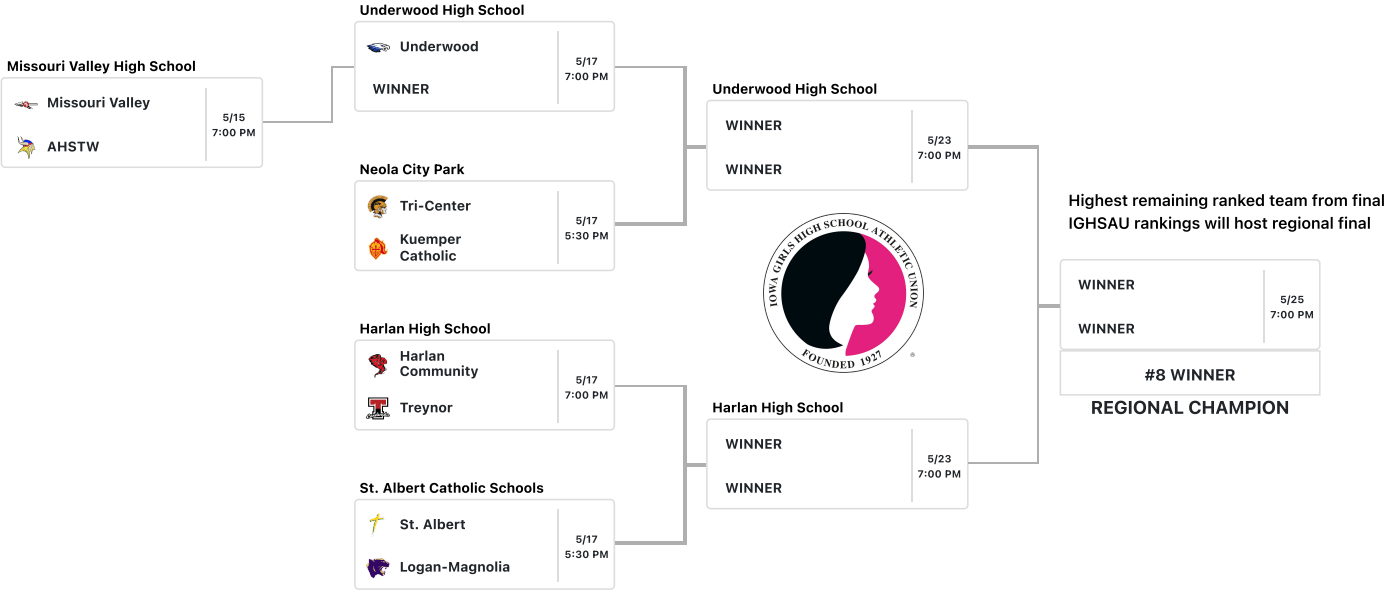 Underwood High School
Underwood
WINNER
5/17
7:00 PM
Missouri Valley High School
Missouri Valley
AHSTW
5/15
7:00 PM
Underwood High School
WINNER
WINNER
5/23
7:00 PM
Neola City Park
Tri-Center
Kuemper
Catholic
5/17
5:30 PM
Highest remaining ranked team from final
IGHSAU rankings will host regional final
IOWA GIRLS HIGH SCHOOL ATHLETIC UNION
FOUNDED 1927
WINNER
WINNER
5/25
7:00 PM
#8 WINNER
REGIONAL CHAMPION
Harlan High School
Harlan
Community
T
Treynor
5/17
7:00 PM
Harlan High School
WINNER
WINNER
5/23
7:00 PM
St. Albert Catholic Schools
St. Albert
Logan-Magnolia
5/17
5:30 PM